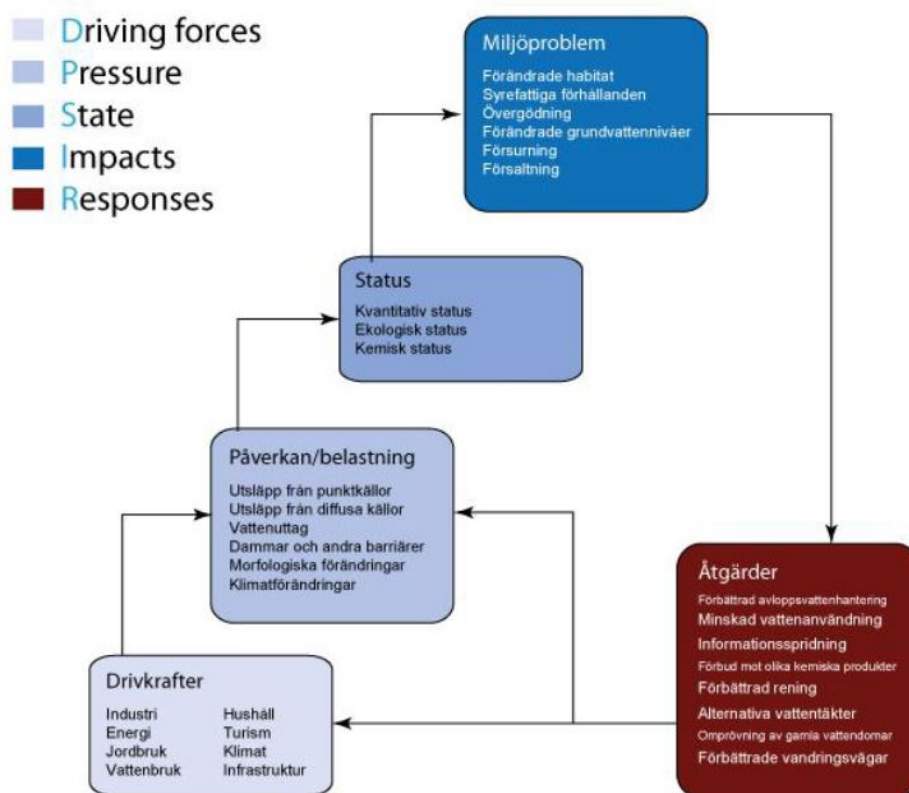 Driving forces
Pressure
State
Impacts
Responses
Miljöproblem
Förändrade habitat
Syrefattiga förhållanden
Övergödning
Förändrade grundvattennivåer
Försurning
Försaltning
Status
Kvantitativ status
Ekologisk status
Kemisk status
Påverkan/belastning
Utsläpp från punktkällor
Utsläpp från diffusa källor
Vattenuttag
Dammar och andra barriärer
Morfologiska förändringar
Klimatförändringar
Drivkrafter
Industri Hushåll
Energi Turism
Jordbruk Klimat
Vattenbruk Infrastruktur
Åtgärder
Förbättrad avloppsvattenhantering
Minskad vattenanvändning
Informationsspridning
Förbud mot olika kemiska produkter
Förbättrad rening
Alternativa vattentäkter
Omprövning av gamla vattendomar
Förbättrade vandringsvägar